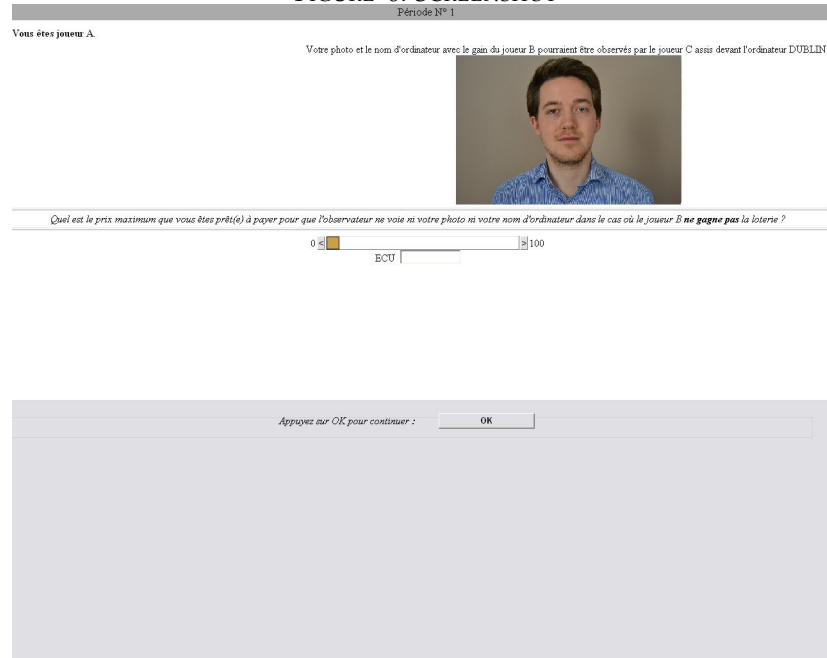 Période N° 1
Vous êtes joueur A.
Votre photo et le nom d'ordinateur avec le gain du joueur B pourraient être observés par le joueur C assis devant l'ordinateur DUBLIN
Quel est le prix maximum que vous êtes prêt(e) à payer pour que l'observateur ne voie ni votre photo ni votre nom d'ordinateur dans le cas où le joueur B ne gagne pas la loterie ?
0 < > 100
ECU
Appuyez sur OK pour continuer : OK